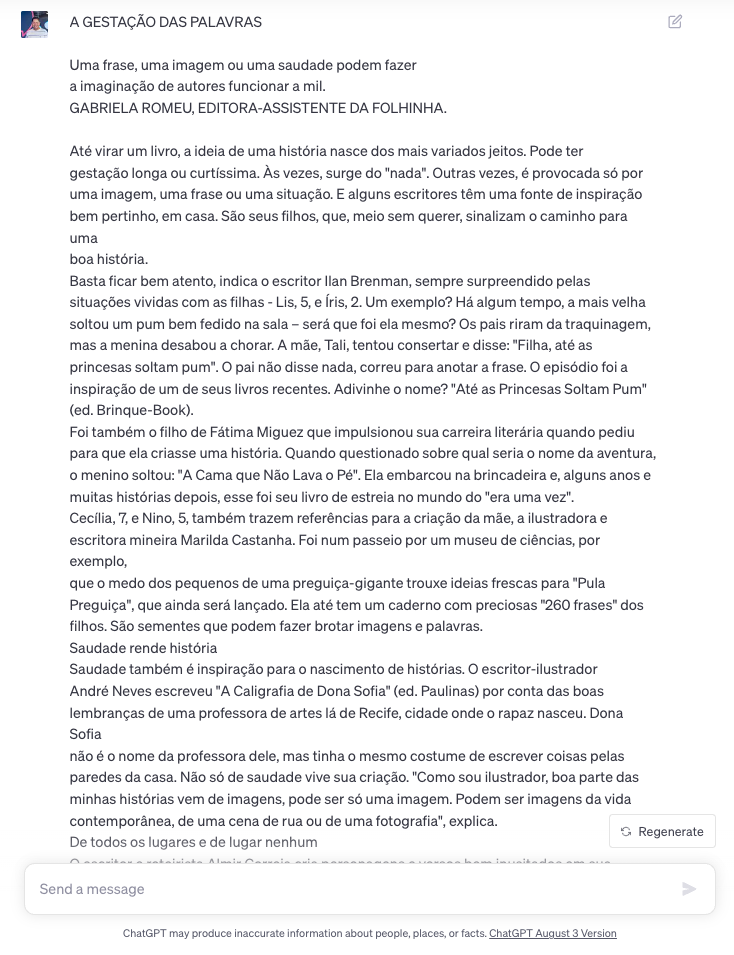 A GESTAÇÃO DAS PALAVRAS
Uma frase, uma imagem ou uma saudade podem fazer
a imaginação de autores funcionar a mil.
GABRIELA ROMEU, EDITORA-ASSISTENTE DA FOLHINHA.
Até virar um livro, a ideia de uma história nasce dos mais variados jeitos. Pode ter
gestação longa ou curtíssima. Às vezes, surge do "nada". Outras vezes, é provocada só por
uma imagem, uma frase ou uma situação. E alguns escritores têm uma fonte de inspiração
bem pertinho, em casa. São seus filhos, que, meio sem querer, sinalizam o caminho para
uma
boa história.
Basta ficar bem atento, indica o escritor Ilan Brenman, sempre surpreendido pelas
situações vividas com as filhas - Lis, 5, e Íris, 2. Um exemplo? Há algum tempo, a mais velha
soltou um pum bem fedido na sala – será que foi ela mesmo? Os pais riram da traquinagem,
mas a menina desabou a chorar. A mãe, Tali, tentou consertar e disse: "Filha, até as
princesas soltam pum". O pai não disse nada, correu para anotar a frase. O episódio foi a
inspiração de um de seus livros recentes. Adivinhe o nome? "Até as Princesas Soltam Pum"
(ed. Brinque-Book).
Foi também o filho de Fátima Miguez que impulsionou sua carreira literária quando pediu
para que ela criasse uma história. Quando questionado sobre qual seria o nome da aventura,
o menino soltou: "A Cama que Não Lava o Pé". Ela embarcou na brincadeira e, alguns anos e
muitas histórias depois, esse foi seu livro de estreia no mundo do "era uma vez".
Cecília, 7, e Nino, 5, também trazem referências para a criação da mãe, a ilustradora e
escritora mineira Marilda Castanha. Foi num passeio por um museu de ciências, por
exemplo,
que o medo dos pequenos de uma preguiça-gigante trouxe ideias frescas para "Pula
Preguiça", que ainda será lançado. Ela até tem um caderno com preciosas "260 frases" dos
filhos. São sementes que podem fazer brotar imagens e palavras.
Saudade rende história
Saudade também é inspiração para o nascimento de histórias. O escritor-ilustrador
André Neves escreveu "A Caligrafia de Dona Sofia" (ed. Paulinas) por conta das boas
lembranças de uma professora de artes lá de Recife, cidade onde o rapaz nasceu. Dona
Sofia
não é o nome da professora dele, mas tinha o mesmo costume de escrever coisas pelas
paredes da casa. Não só de saudade vive sua criação. "Como sou ilustrador, boa parte das
minhas histórias vem de imagens, pode ser só uma imagem. Podem ser imagens da vida
contemporânea, de uma cena de rua ou de uma fotografia", explica.
Regenerate
De todos os lugares e de lugar nenhum
Send a message
ChatGPT may produce inaccurate information about people, places, or facts. ChatGPT August 3 Version